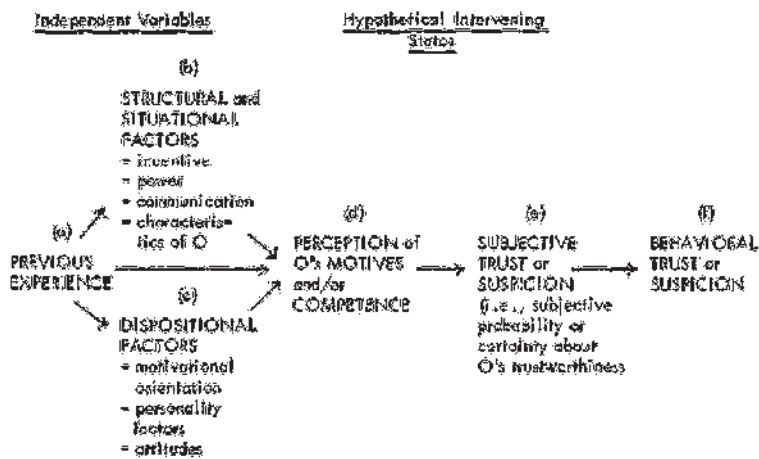 Independent Variables
Hypothetical Intervening
States
(b)
STRUCTURAL and
SITUATIONAL
FACTORS
- incentive
- power
- communication
- characteris-
tics of O
(a)
PREVIOUS
EXPERIENCE
(c)
DISPOSITIONAL
FACTORS
- motivational
orientation
- personality
factors
- attitudes
(d)
PERCEPTION of
O's MOTIVES
and/or
COMPETENCE
(e)
SUBJECTIVE
TRUST or
SUSPICION
(i.e., subjective
probability or
certainty about
O's trustworthiness
(f)
BEHAVIORAL
TRUST or
SUSPICION